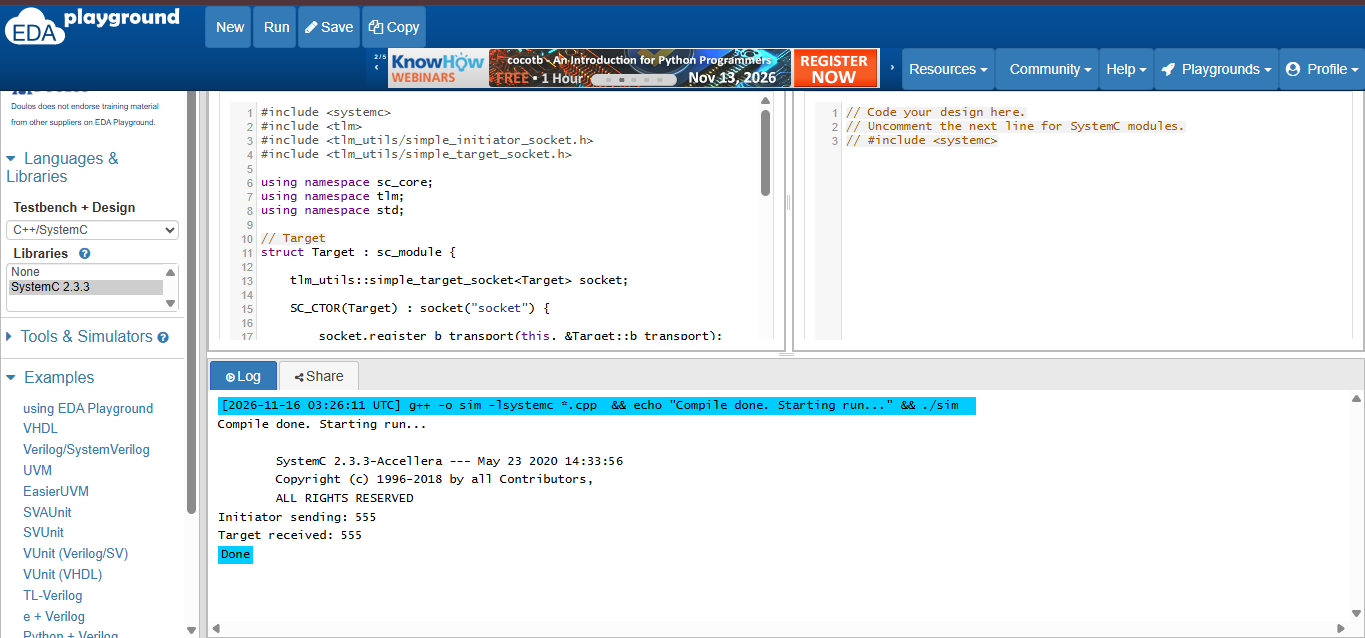 EDA playground
New Run Save Copy
2/5
KnowHow WEBINARS
cocotb - An Introduction for Python Programmers
FREE • 1 Hour Nov 13, 2026
REGISTER NOW
Resources Community Help Playgrounds Profile
Doulos does not endorse training material
from other suppliers on EDA Playground.
Languages &
Libraries
Testbench + Design
C++/SystemC
Libraries
None
SystemC 2.3.3
Tools & Simulators
Examples
using EDA Playground
VHDL
Verilog/SystemVerilog
UVM
EasierUVM
SVAUnit
SVUnit
VUnit (Verilog/SV)
VUnit (VHDL)
TL-Verilog
e + Verilog
Python + Verilog
1 #include <systemc>
2 #include <tlm>
3 #include <tlm_utils/simple_initiator_socket.h>
4 #include <tlm_utils/simple_target_socket.h>
5
6 using namespace sc_core;
7 using namespace tlm;
8 using namespace std;
9
10 // Target
11 struct Target : sc_module {
12
13 tlm_utils::simple_target_socket<Target> socket;
14
15 SC_CTOR(Target) : socket("socket") {
16
17 socket.register_b_transport(this, &Target::b_transport);
1 // Code your design here.
2 // Uncomment the next line for SystemC modules.
3 // #include <systemc>
Log Share
[2026-11-16 03:26:11 UTC] g++ -o sim -lsystemc *.cpp && echo "Compile done. Starting run..." && ./sim
Compile done. Starting run...
SystemC 2.3.3-Accellera --- May 23 2020 14:33:56
Copyright (c) 1996-2018 by all Contributors,
ALL RIGHTS RESERVED
Initiator sending: 555
Target received: 555
Done